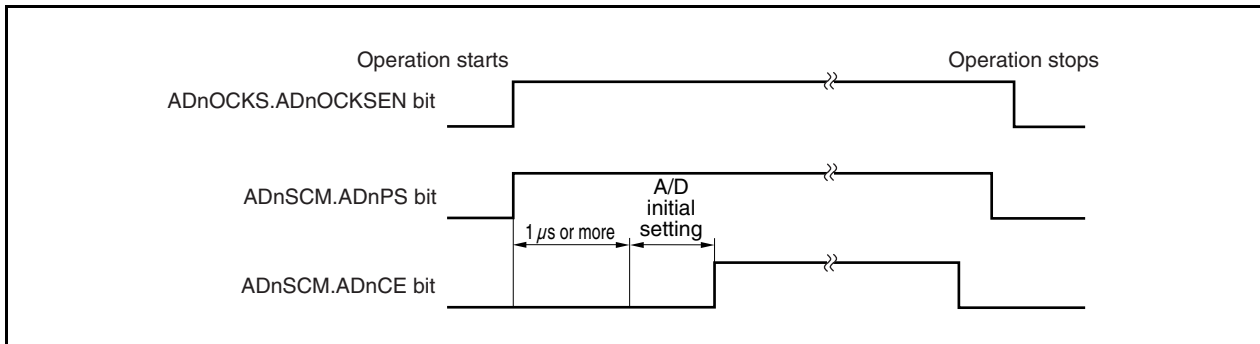 Operation starts
Operation stops
ADnOCKS.ADnOCKSEN bit
ADnSCM.ADnPS bit
A/D
initial
setting
1 μs or more
ADnSCM.ADnCE bit